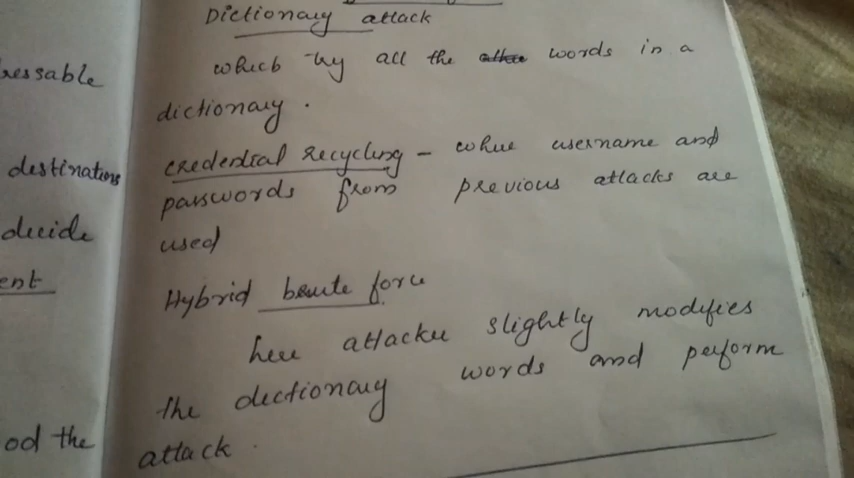 Dictionary attack
which try all the words in a
dictionary.
credential recycling - where username and
passwords from previous attacks are
used
Hybrid brute force
here attacker slightly modifies
the dictionary words and perform
attack.
ressable
destinations
decide
ent
od the